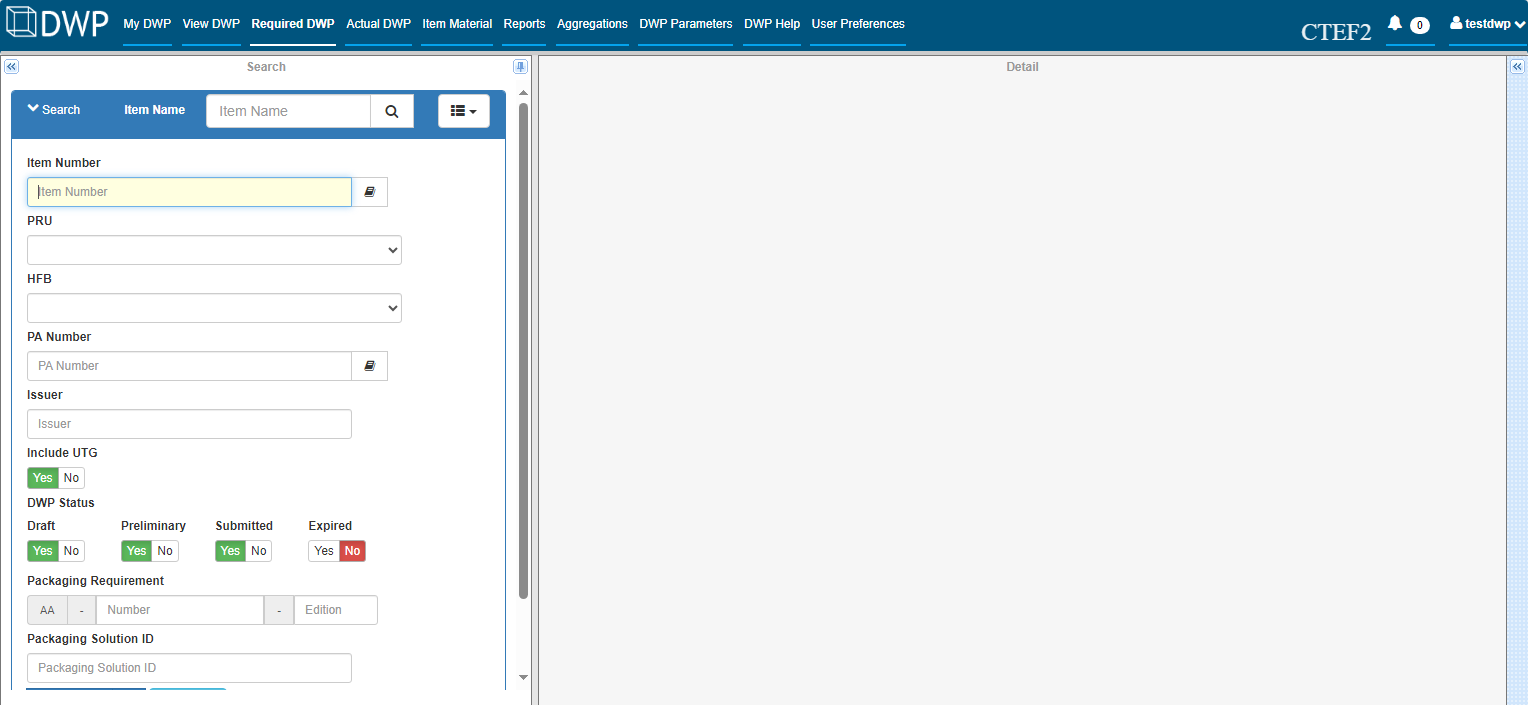 DWP My DWP View DWP Required DWP Actual DWP Item Material Reports Aggregations DWP Parameters DWP Help User Preferences CTEF2 0 testdwp
Search Detail
Search Item Name Item Name
Item Number
Item Number
PRU
HFB
PA Number
PA Number
Issuer
Issuer
Include UTG
Yes No
DWP Status
Draft Preliminary Submitted Expired
Yes No Yes No Yes No Yes No
Packaging Requirement
AA - Number - Edition
Packaging Solution ID
Packaging Solution ID